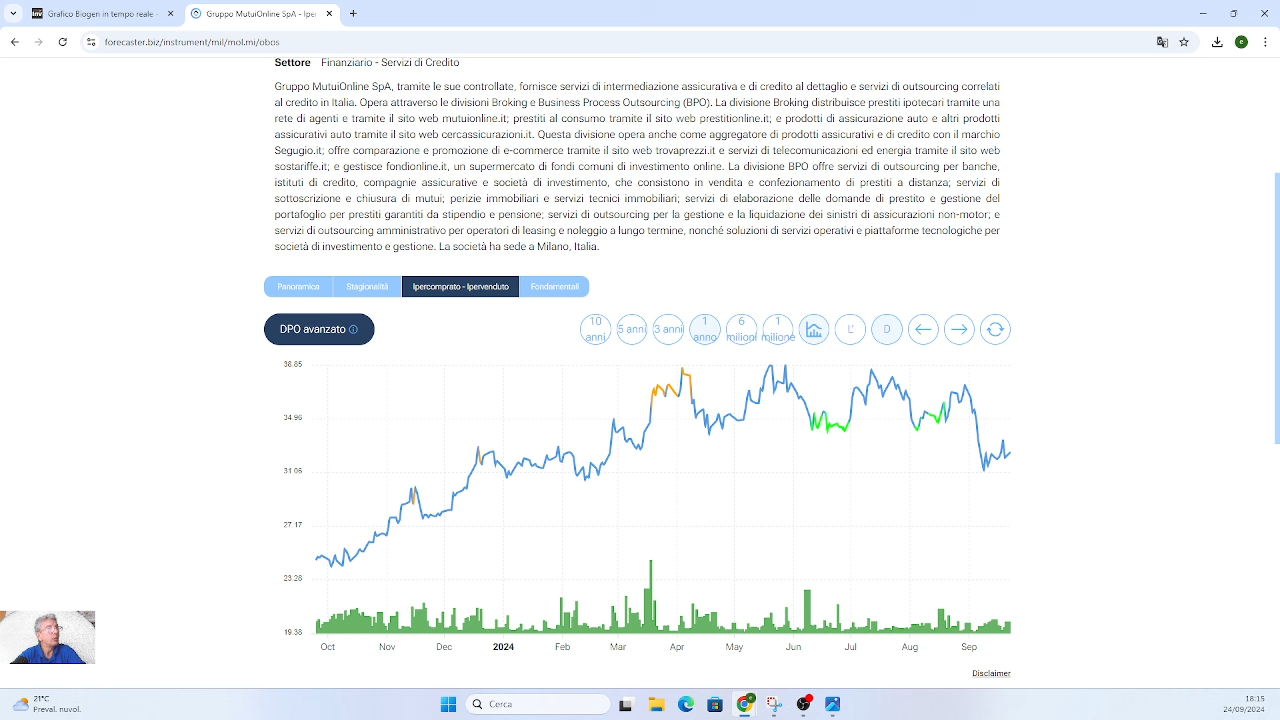 Grafico Biogen in tempo reale -
Gruppo MutuiOnline SpA - Iper
forecaster.biz/instrument/mil/mol.mi/obos
Settore Finanziario - Servizi di Credito
Gruppo MutuiOnline SpA, tramite le sue controllate, fornisce servizi di intermediazione assicurativa e di credito al dettaglio e servizi di outsourcing correlati
al credito in Italia. Opera attraverso le divisioni Broking e Business Process Outsourcing (BPO). La divisione Broking distribuisce prestiti ipotecari tramite una
rete di agenti e tramite il sito web mutuionline.it; prestiti al consumo tramite il sito web prestitionline.it; e prodotti di assicurazione auto e altri prodotti
assicurativi auto tramite il sito web cercassicurazioni.it. Questa divisione opera anche come aggregatore di prodotti assicurativi e di credito con il marchio
Segugio.it; offre comparazione e promozione di e-commerce tramite il sito web trovaprezzi.it e servizi di telecomunicazioni ed energia tramite il sito web
sostariffe.it; e gestisce fondionline.it, un supermercato di fondi comuni di investimento online. La divisione BPO offre servizi di outsourcing per banche,
istituti di credito, compagnie assicurative e società di investimento, che consistono in vendita e confezionamento di prestiti a distanza; servizi di
sottoscrizione e chiusura di mutui; perizie immobiliari e servizi tecnici immobiliari; servizi di elaborazione delle domande di prestito e gestione del
portafoglio per prestiti garantiti da stipendio e pensione; servizi di outsourcing per la gestione e la liquidazione dei sinistri di assicurazioni non-motor; e
servizi di outsourcing amministrativo per operatori di leasing e noleggio a lungo termine, nonché soluzioni di servizi operativi e piattaforme tecnologiche per
società di investimento e gestione. La società ha sede a Milano, Italia.
Panoramica Stagionalità Ipercomprato - Ipervenduto Fondamentali
DPO avanzato 10 anni 5 anni 3 anni 1 anno 6 milioni 1 milione L' D
38.85
34.96
31.06
27.17
23.28
19.38
Oct Nov Dec 2024 Feb Mar Apr May Jun Jul Aug Sep
Disclaimer
21°C
Preval. nuvol.
Cerca
18:15
24/09/2024